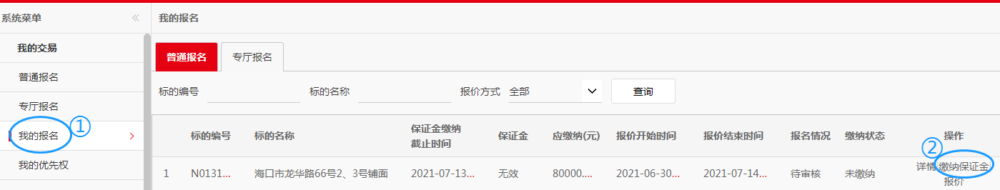 系统菜单
我的报名
我的交易
普通报名
专厅报名
我的报名
①
我的优先权
普通报名 专厅报名
标的编号 标的名称 报价方式 全部 查询
标的编号 标的名称 保证金缴纳截止时间 保证金 应缴纳(元) 报价开始时间 报价结束时间 报名情况 缴纳状态 操作
②
1 N0131... 海口市龙华路66号2、3号铺面 2021-07-13... 无效 80000.... 2021-06-30... 2021-07-14... 待审核 未缴纳 详情 缴纳保证金
报价